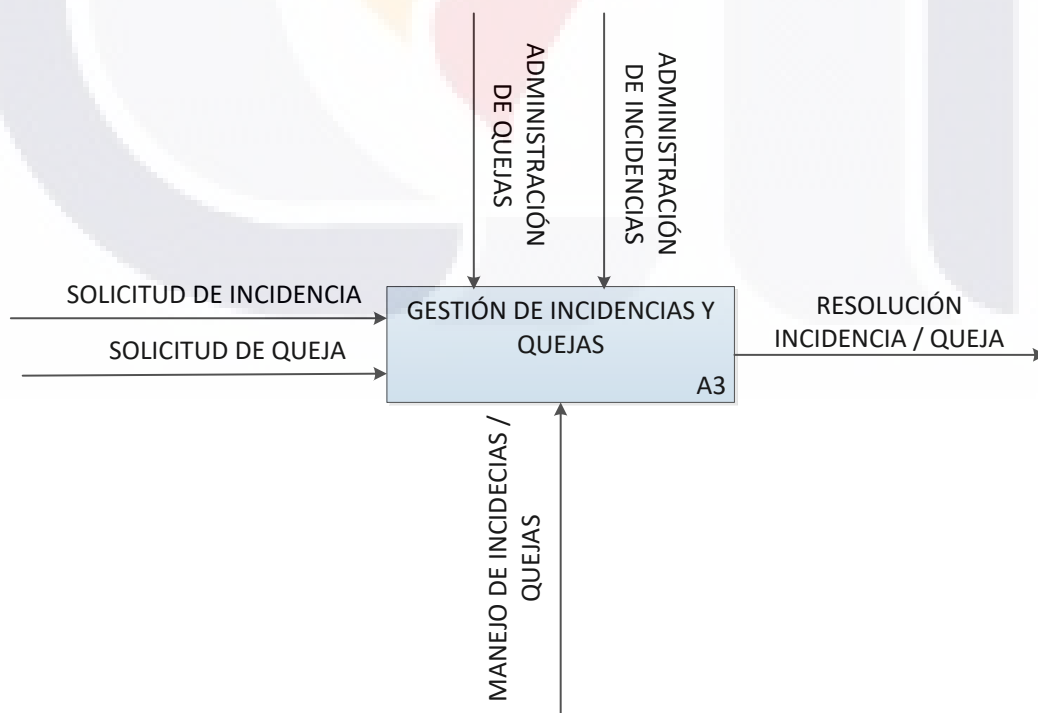 ADMINISTRACIÓN
DE QUEJAS
ADMINISTRACIÓN
DE INCIDENCIAS
SOLICITUD DE INCIDENCIA
SOLICITUD DE QUEJA
GESTIÓN DE INCIDENCIAS Y
QUEJAS
A3
RESOLUCIÓN
INCIDENCIA / QUEJA
MANEJO DE INCIDECIAS /
QUEJAS